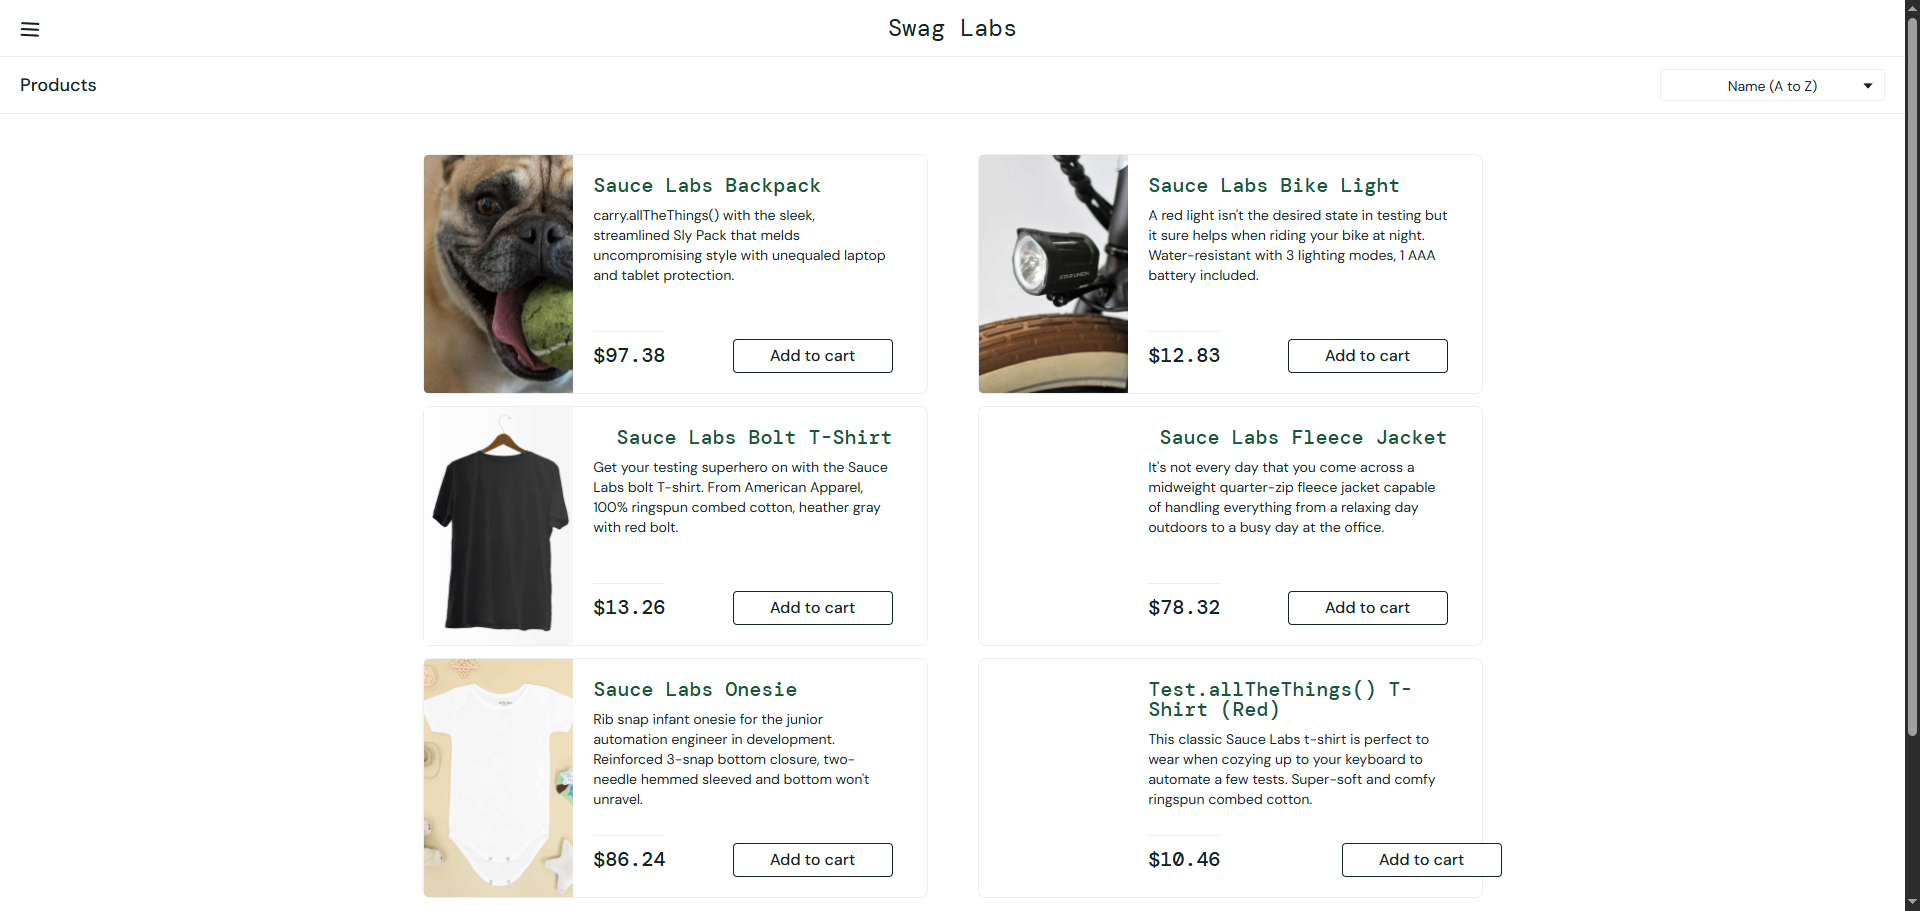 Swag Labs
Products
Name (A to Z)
Sauce Labs Backpack
carry.allTheThings() with the sleek,
streamlined Sly Pack that melds
uncompromising style with unequaled laptop
and tablet protection.
$97.38
Add to cart
Sauce Labs Bike Light
A red light isn't the desired state in testing but
it sure helps when riding your bike at night.
Water-resistant with 3 lighting modes, 1 AAA
battery included.
$12.83
Add to cart
Sauce Labs Bolt T-Shirt
Get your testing superhero on with the Sauce
Labs bolt T-shirt. From American Apparel,
100% ringspun combed cotton, heather gray
with red bolt.
$13.26
Add to cart
Sauce Labs Fleece Jacket
It's not every day that you come across a
midweight quarter-zip fleece jacket capable
of handling everything from a relaxing day
outdoors to a busy day at the office.
$78.32
Add to cart
Sauce Labs Onesie
Rib snap infant onesie for the junior
automation engineer in development.
Reinforced 3-snap bottom closure, two-
needle hemmed sleeved and bottom won't
unravel.
$86.24
Add to cart
Test.allTheThings() T-
Shirt (Red)
This classic Sauce Labs t-shirt is perfect to
wear when cozying up to your keyboard to
automate a few tests. Super-soft and comfy
ringspun combed cotton.
$10.46
Add to cart